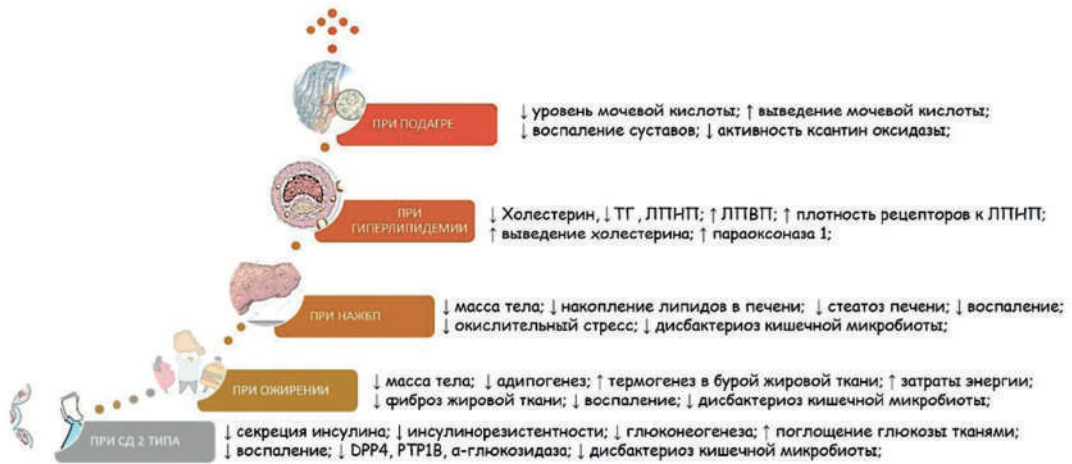 ПРИ ПОДАГРЕ
↓ уровень мочевой кислоты; ↑ выведение мочевой кислоты;
↓ воспаление суставов; ↓ активность ксантин оксидазы;
ПРИ
ГИПЕРЛИПИДЕМИИ
↓ Холестерин, ↓ ТГ, ЛПНП; ↑ ЛПВП; ↑ плотность рецепторов к ЛПНП;
↑ выведение холестерина; ↑ параоксоназа 1;
ПРИ НАЖБП
↓ масса тела; ↓ накопление липидов в печени; ↓ стеатоз печени; ↓ воспаление;
↓ окислительный стресс; ↓ дисбактериоз кишечной микробиоты;
ПРИ ОЖИРЕНИИ
↓ масса тела; ↓ адипогенез; ↑ термогенез в бурой жировой ткани; ↑ затраты энергии;
↓ фиброз жировой ткани; ↓ воспаление; ↓ дисбактериоз кишечной микробиоты;
ПРИ СД 2 ТИПА
↓ секреция инсулина; ↓ инсулинорезистентности; ↓ глюконеогенеза; ↑ поглощение глюкозы тканями;
↓ воспаление; ↓ DPP4, PTP1B, α-глюкозидаза; ↓ дисбактериоз кишечной микробиоты;